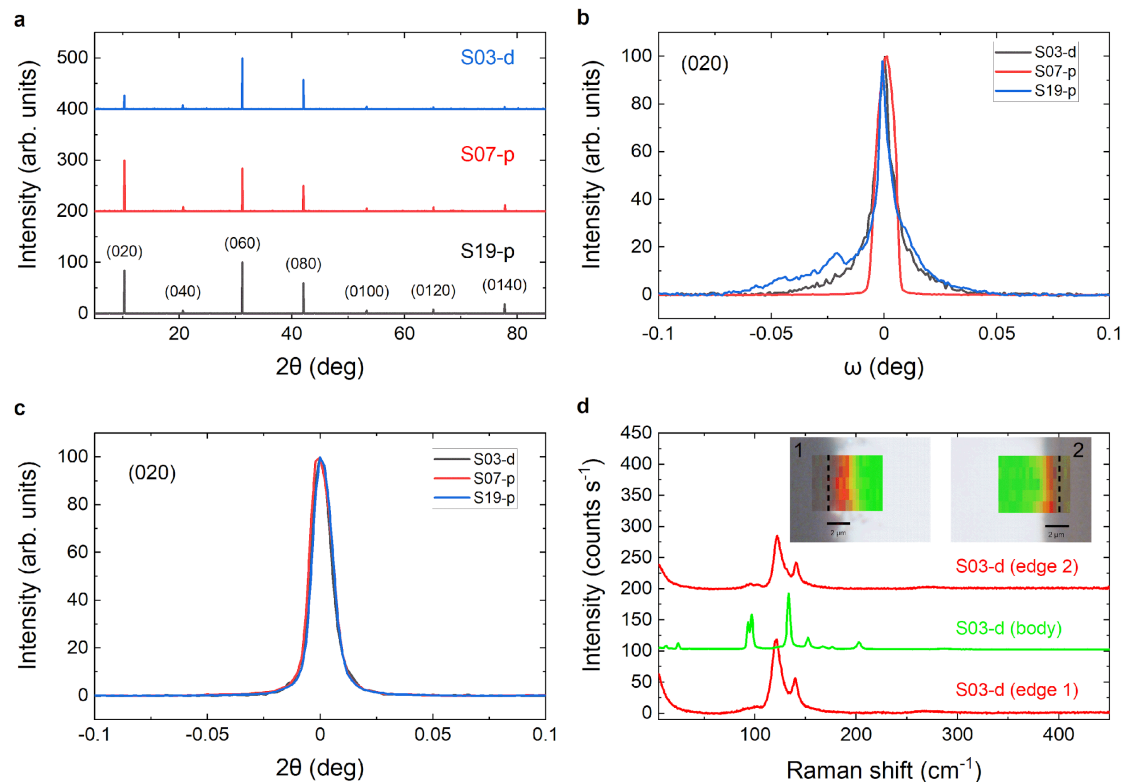 a
Intensity (arb. units)
500
400
300
200
100
0
S03-d
S07-p
S19-p
(020)
(040)
(060)
(080)
(0100)
(0120)
(0140)
20
40
60
80
2θ (deg)
b
Intensity (arb. units)
100
80
60
40
20
0
(020)
S03-d
S07-p
S19-p
-0.1
-0.05
0
0.05
0.1
ω (deg)
c
Intensity (arb. units)
100
80
60
40
20
0
(020)
S03-d
S07-p
S19-p
-0.1
-0.05
0
0.05
0.1
2θ (deg)
d
Intensity (counts s⁻¹)
450
400
350
300
250
200
150
100
50
0
1
2 μm
2
2 μm
S03-d (edge 2)
S03-d (body)
S03-d (edge 1)
0
100
200
300
400
Raman shift (cm⁻¹)